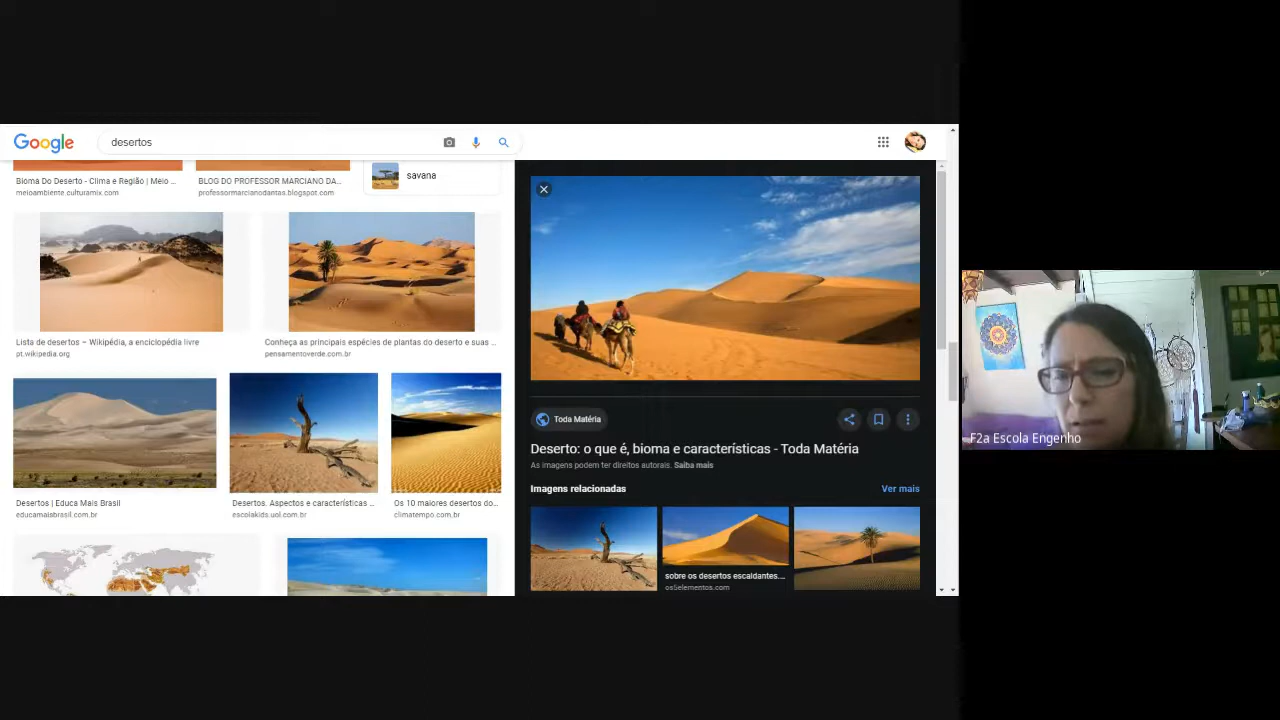 Google
desertos
Bioma Do Deserto - Clima e Região | Meio ...
meioambiente.culturamix.com
BLOG DO PROFESSOR MARCIANO DA...
professormarcianodantas.blogspot.com
savana
Lista de desertos – Wikipédia, a enciclopédia livre
pt.wikipedia.org
Conheça as principais espécies de plantas do deserto e suas ...
pensamentoverde.com.br
Desertos | Educa Mais Brasil
educamaisbrasil.com.br
Desertos. Aspectos e características ...
escolakids.uol.com.br
Os 10 maiores desertos do...
climatempo.com.br
Toda Matéria
Deserto: o que é, bioma e características - Toda Matéria
As imagens podem ter direitos autorais. Saiba mais
Imagens relacionadas
Ver mais
sobre os desertos escaldantes....
os5elementos.com
F2a Escola Engenho